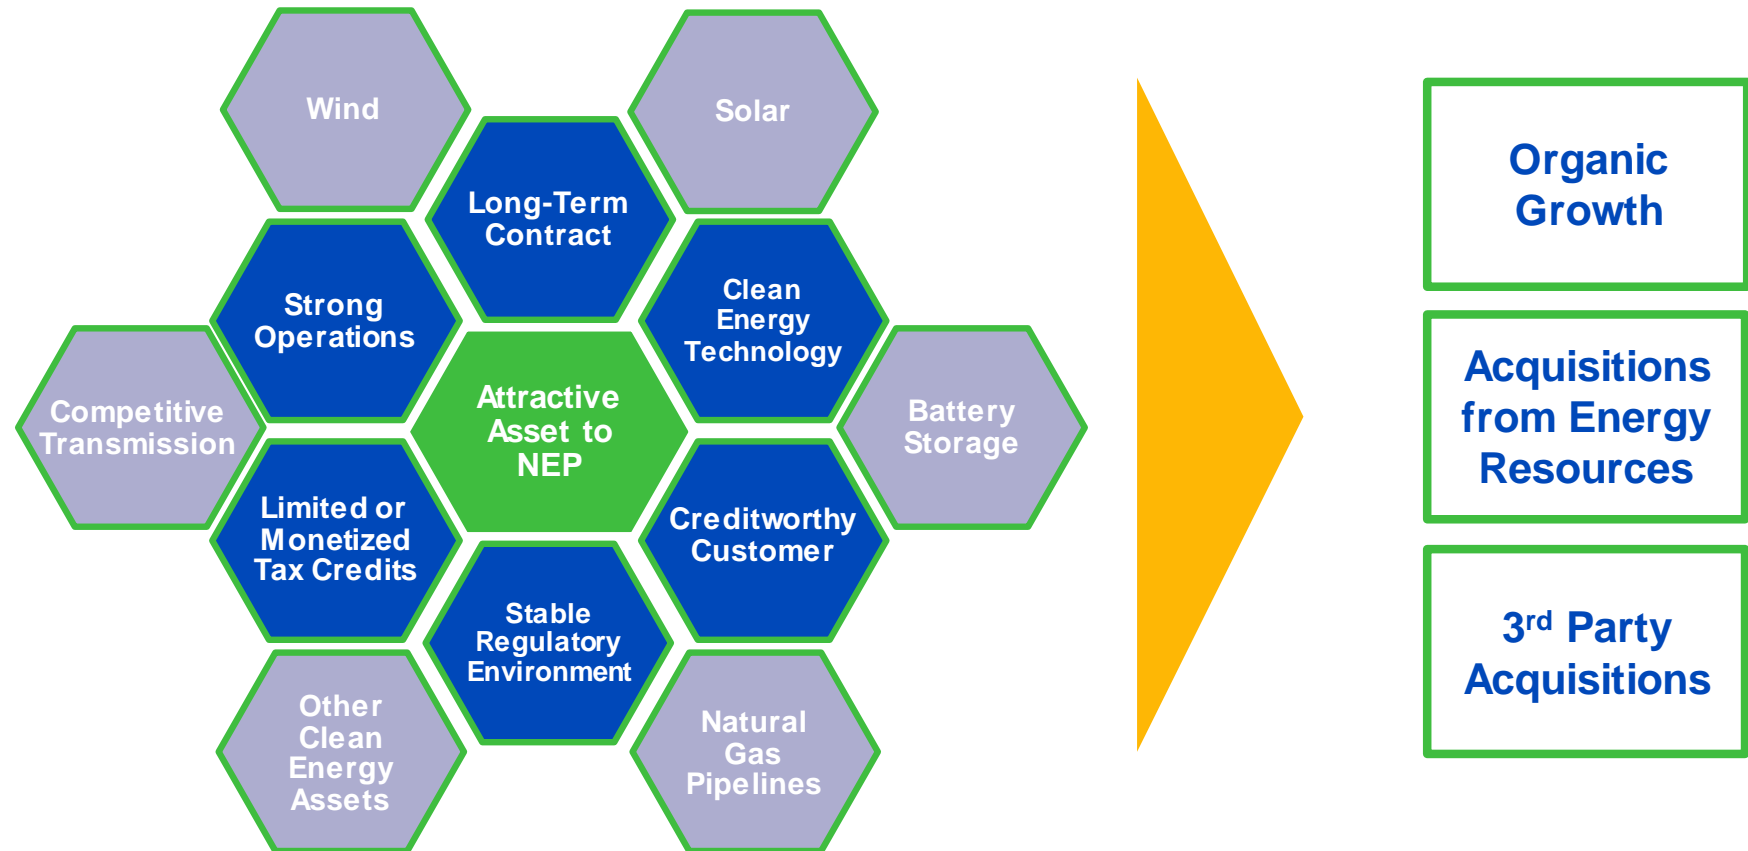 Wind
Solar
Long-Term
Contract
Strong
Operations
Clean
Energy
Technology
Competitive
Transmission
Attractive
Asset to
NEP
Battery
Storage
Limited or
Monetized
Tax Credits
Creditworthy
Customer
Stable
Regulatory
Environment
Other
Clean
Energy
Assets
Natural
Gas
Pipelines
Organic
Growth
Acquisitions
from Energy
Resources
3rd Party
Acquisitions